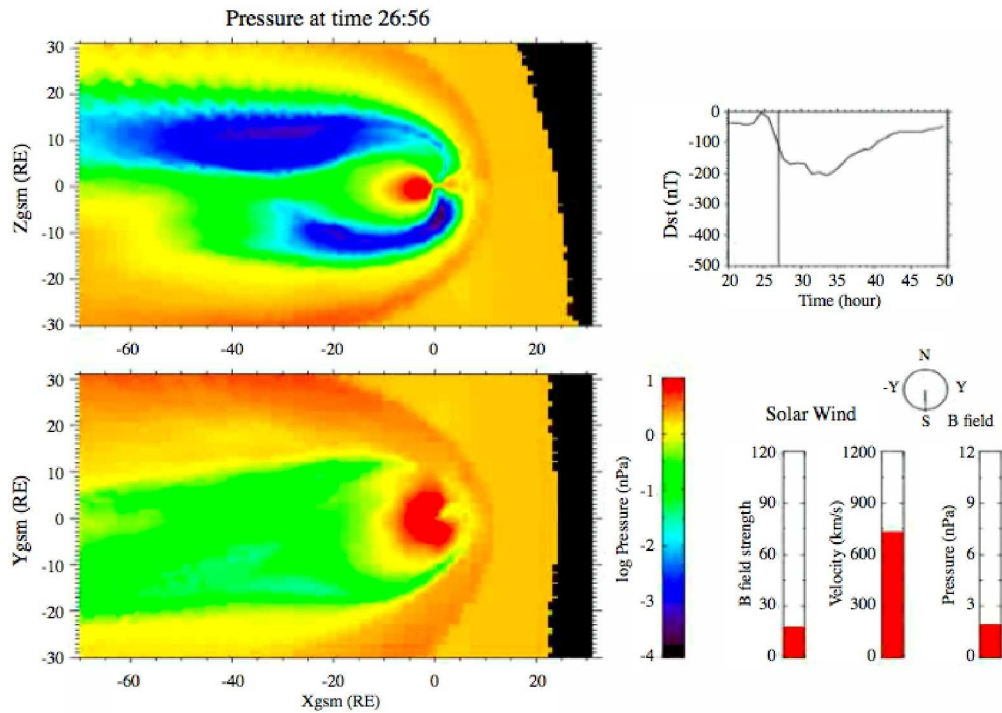 Pressure at time 26:56
Zgsm (RE)
30
20
10
0
-10
-20
-30
-60 -40 -20 0 20
Dst (nT)
0
-100
-200
-300
-400
-500
20 25 30 35 40 45 50
Time (hour)
Ygsm (RE)
30
20
10
0
-10
-20
30
-60 -40 -20 0 20
Xgsm (RE)
log Pressure (nPa)
1
0
-1
-2
-3
-4
N
-Y Y
S B field
Solar Wind
B field strength
120
90
60
30
0
Velocity (km/s)
1200
900
600
300
0
Pressure (nPa)
12
9
6
3
0